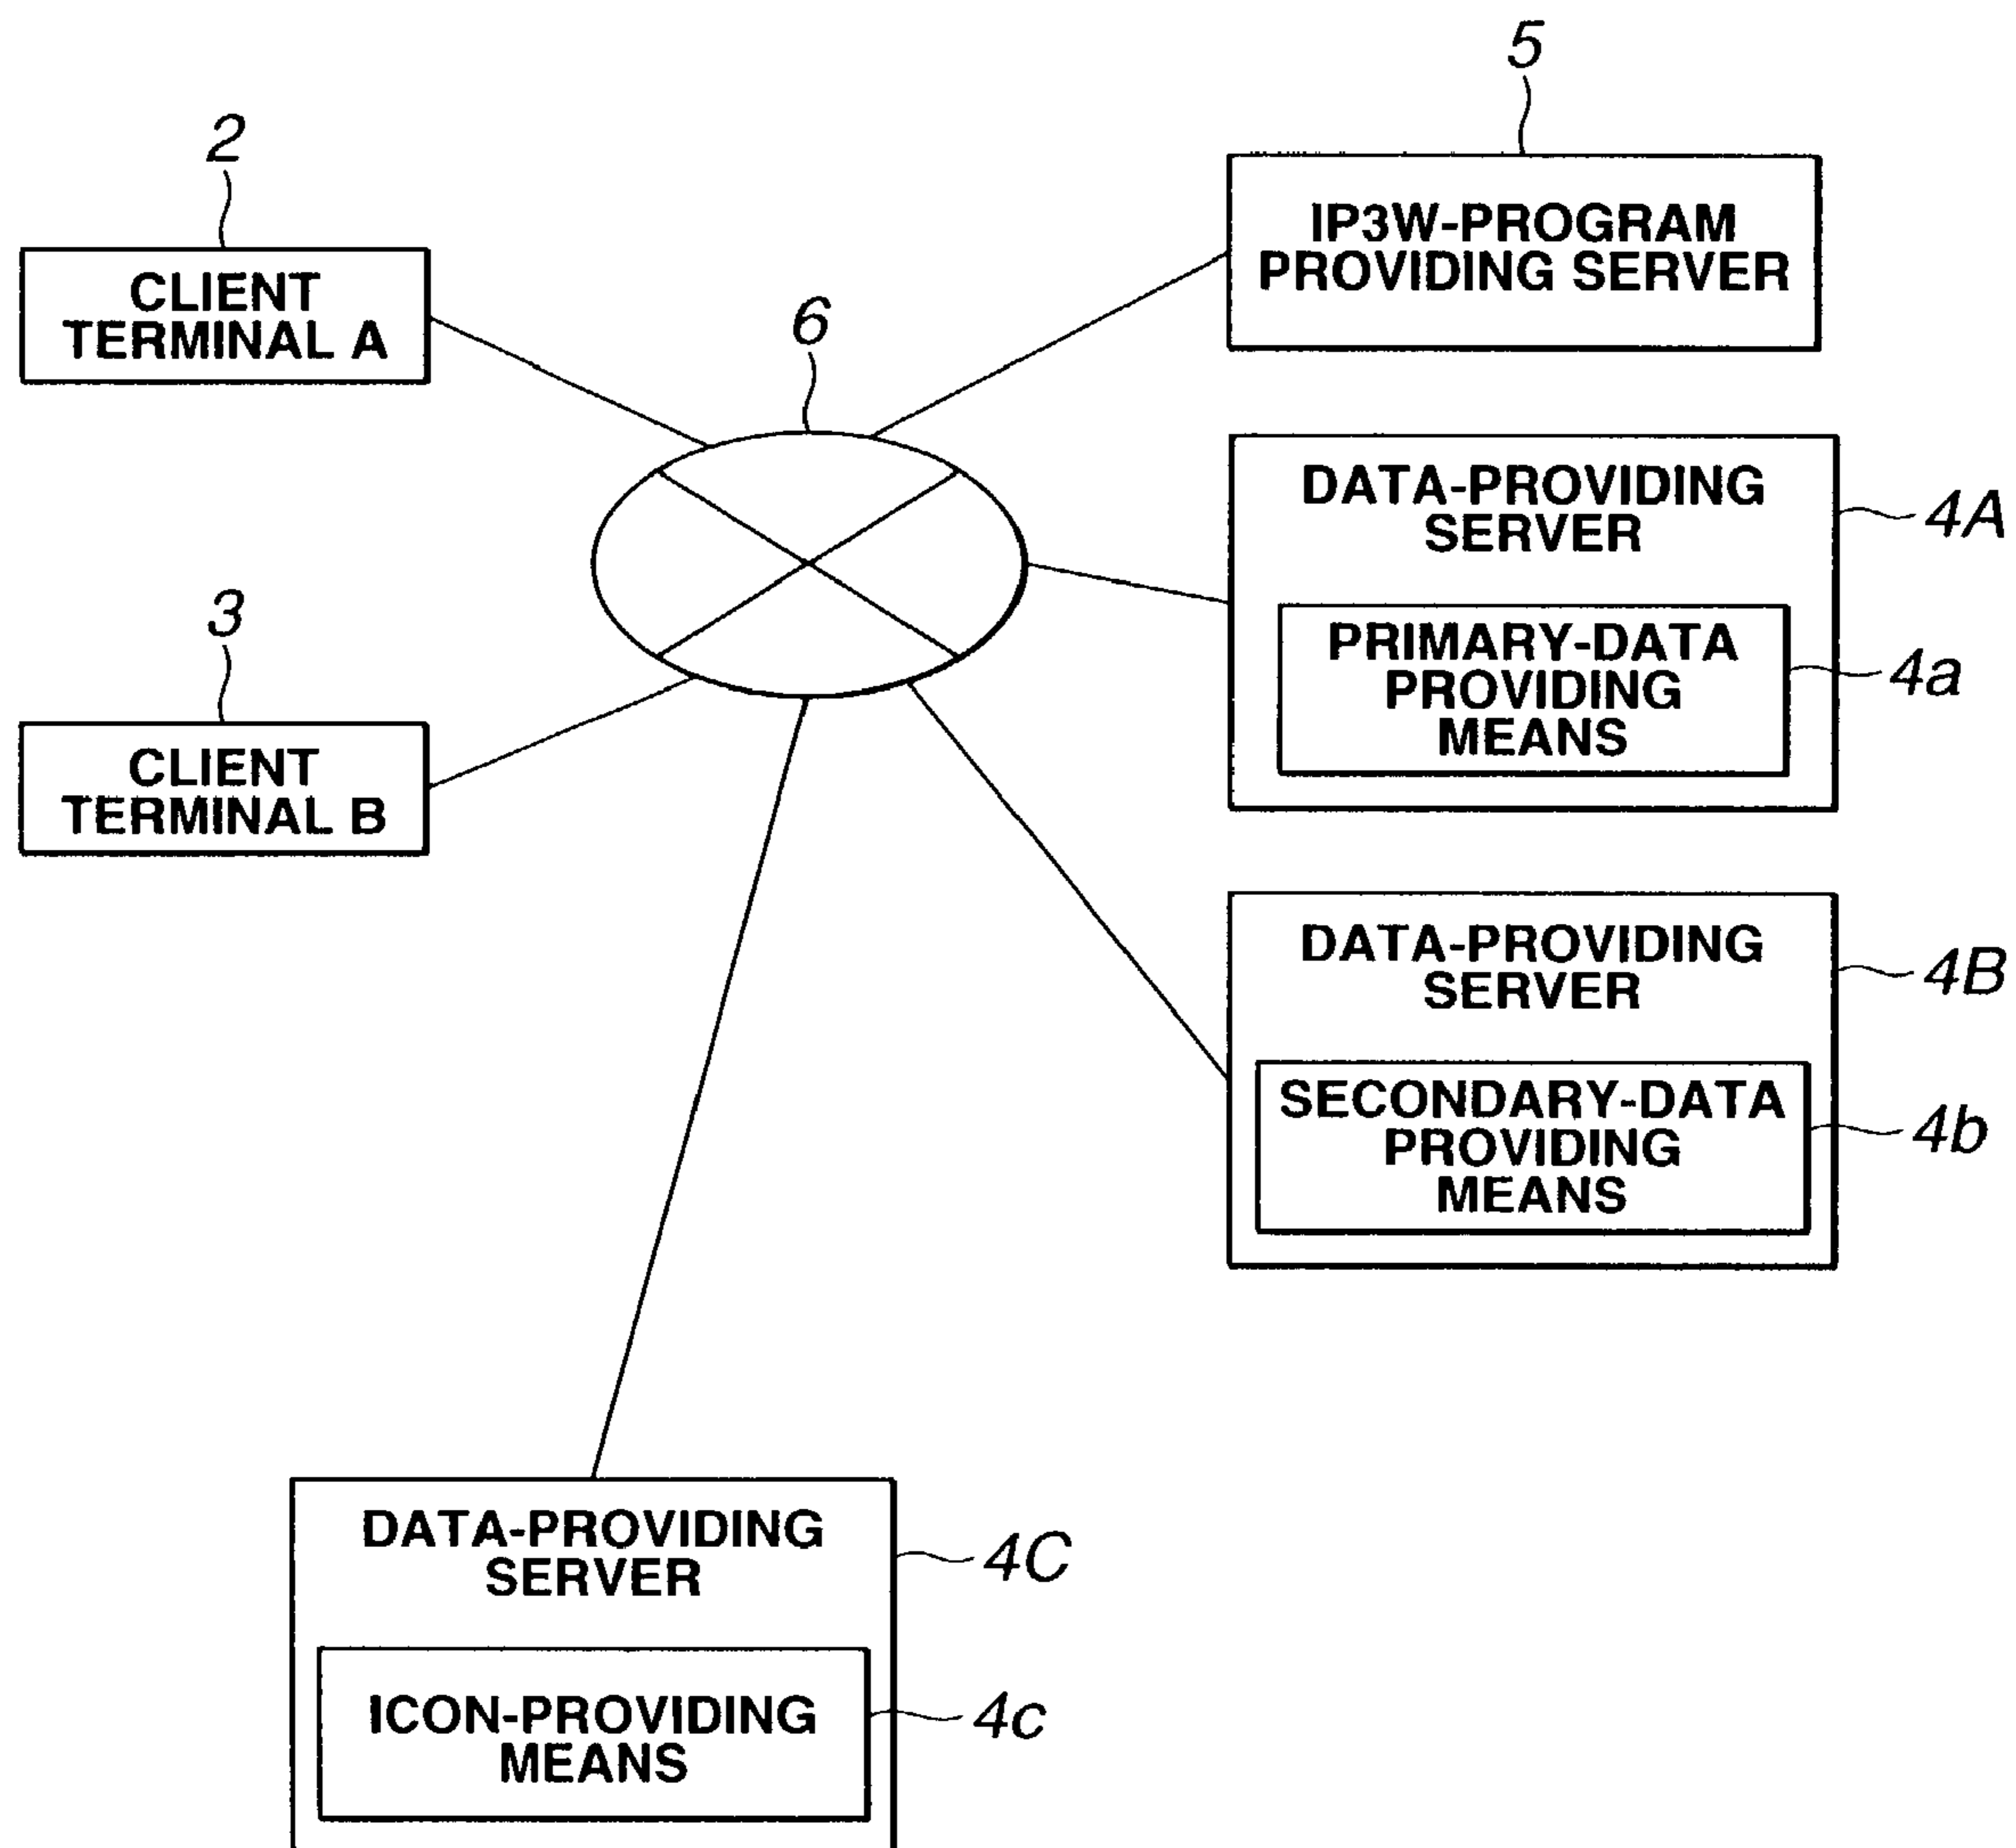 5
2
IP3W-PROGRAM
PROVIDING SERVER
CLIENT
TERMINAL A
6
DATA-PROVIDING
SERVER
4A
3
PRIMARY-DATA
PROVIDING
MEANS
4a
CLIENT
TERMINAL B
DATA-PROVIDING
SERVER
4B
SECONDARY-DATA
PROVIDING
MEANS
4b
DATA-PROVIDING
SERVER
4C
ICON-PROVIDING
MEANS
4c